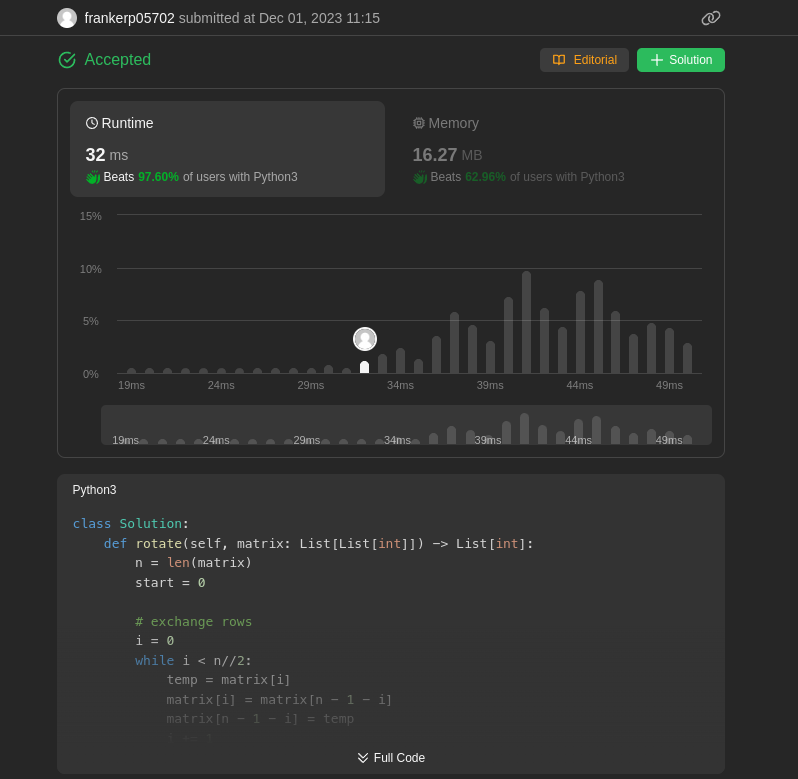 frankerp05702 submitted at Dec 01, 2023 11:15
Accepted
Editorial
Solution
Runtime
32 ms
Beats 97.60% of users with Python3
Memory
16.27 MB
Beats 62.96% of users with Python3
15%
10%
5%
0%
19ms 24ms 29ms 34ms 39ms 44ms 49ms
19ms 24ms 29ms 34ms 39ms 44ms 49ms
Python3
class Solution:
    def rotate(self, matrix: List[List[int]]) -> List[int]:
        n = len(matrix)
        start = 0
        # exchange rows
        i = 0
        while i < n//2:
            temp = matrix[i]
            matrix[i] = matrix[n - 1 - i]
            matrix[n - 1 - i] = temp
Full Code